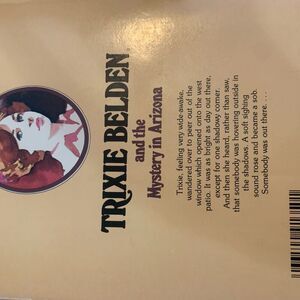 TRIXIE BELDEN
and the
Mystery in Arizona
Trixie, feeling very wide-awake,
wandered over to peer out of the
window which opened onto the west
patio. It was as bright as day out there,
except for one shadowy corner.
And then she heard, rather than saw,
that somebody was hovering outside in
the shadows. A soft sighing
sound rose and became a sob.
Somebody was out there. . . .